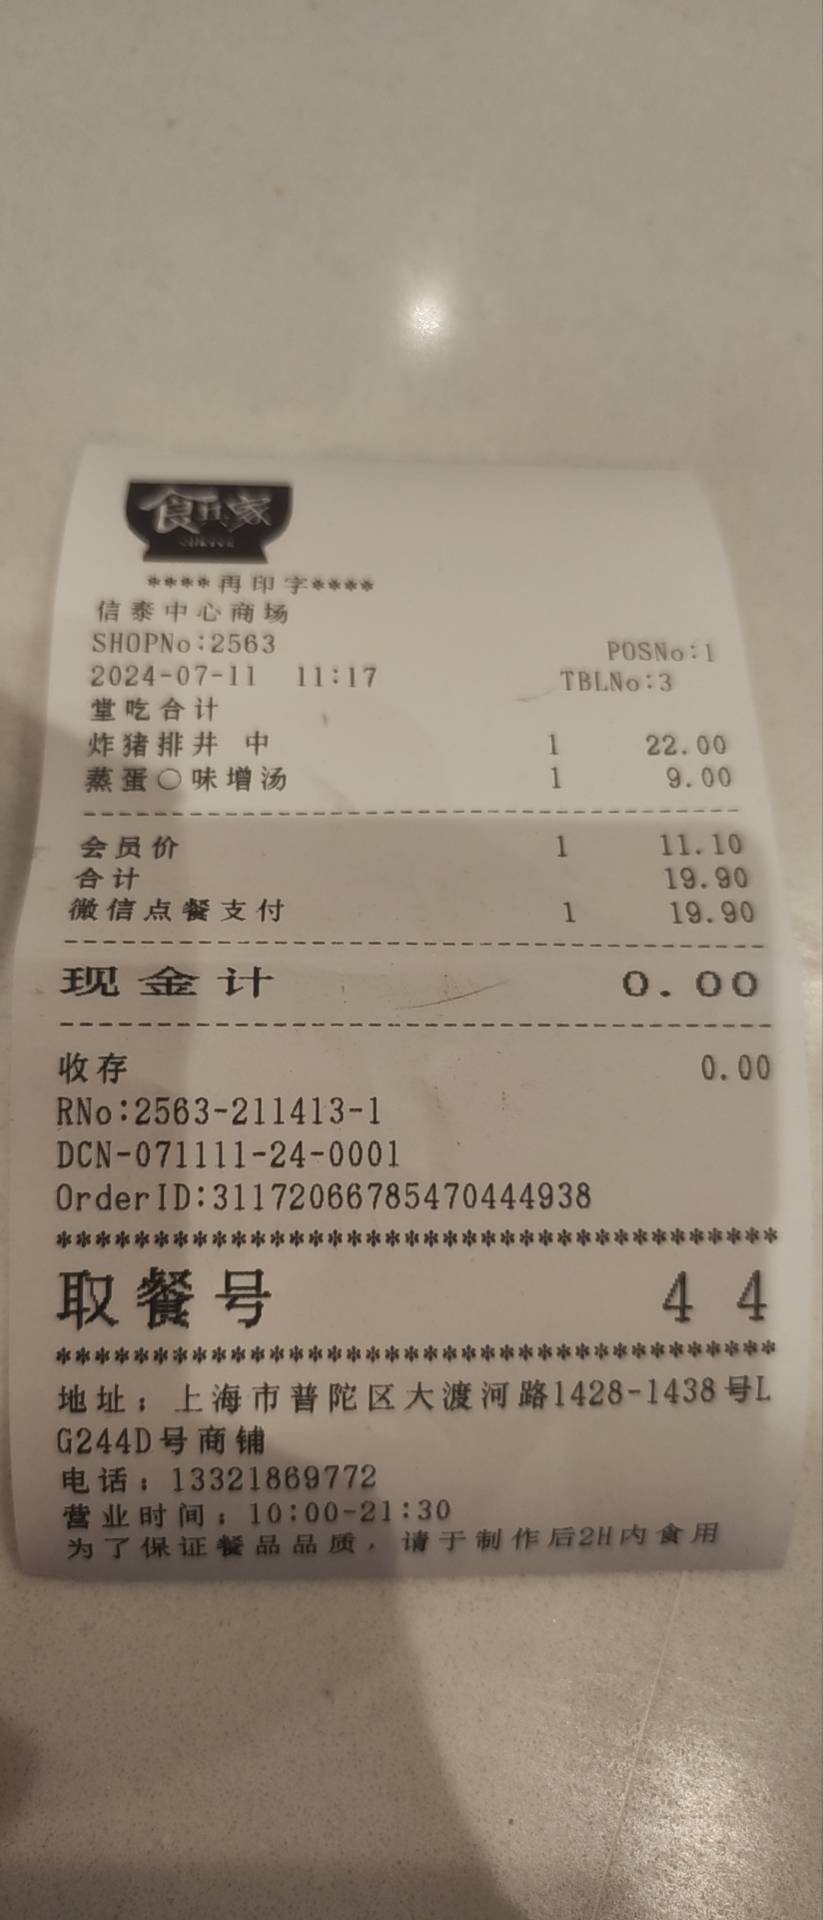 食其家
****再印字****
信泰中心商场
SHOPNo:2563 POSNo:1
2024-07-11 11:17 TBLNo:3
堂吃合计
炸猪排丼 中 1 22.00
蒸蛋〇味增汤 1 9.00
会员价 1 11.10
合计 19.90
微信点餐支付 1 19.90
现金计 0.00
收存 0.00
RNo:2563-211413-1
DCN-071111-24-0001
OrderID:31172066785470444938
****************************************
取餐号 44
****************************************
地址：上海市普陀区大渡河路1428-1438号L
G244D号商铺
电话：13321869772
营业时间：10:00-21:30
为了保证餐品品质，请于制作后2H内食用